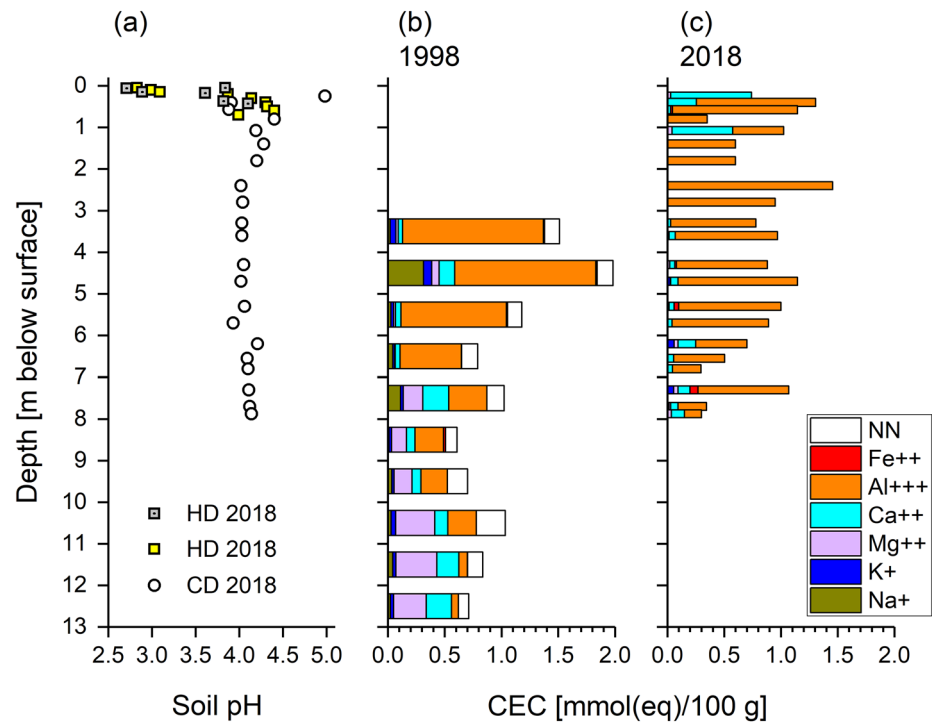 (a)
(b)
1998
(c)
2018
0
1
2
3
4
5
6
7
8
9
10
11
12
13
Depth [m below surface]
HD 2018
HD 2018
CD 2018
NN
Fe++
Al+++
Ca++
Mg++
K+
Na+
2.5 3.0 3.5 4.0 4.5 5.0
0.0 0.5 1.0 1.5 2.0
0.0 0.5 1.0 1.5 2.0
Soil pH
CEC [mmol(eq)/100 g]